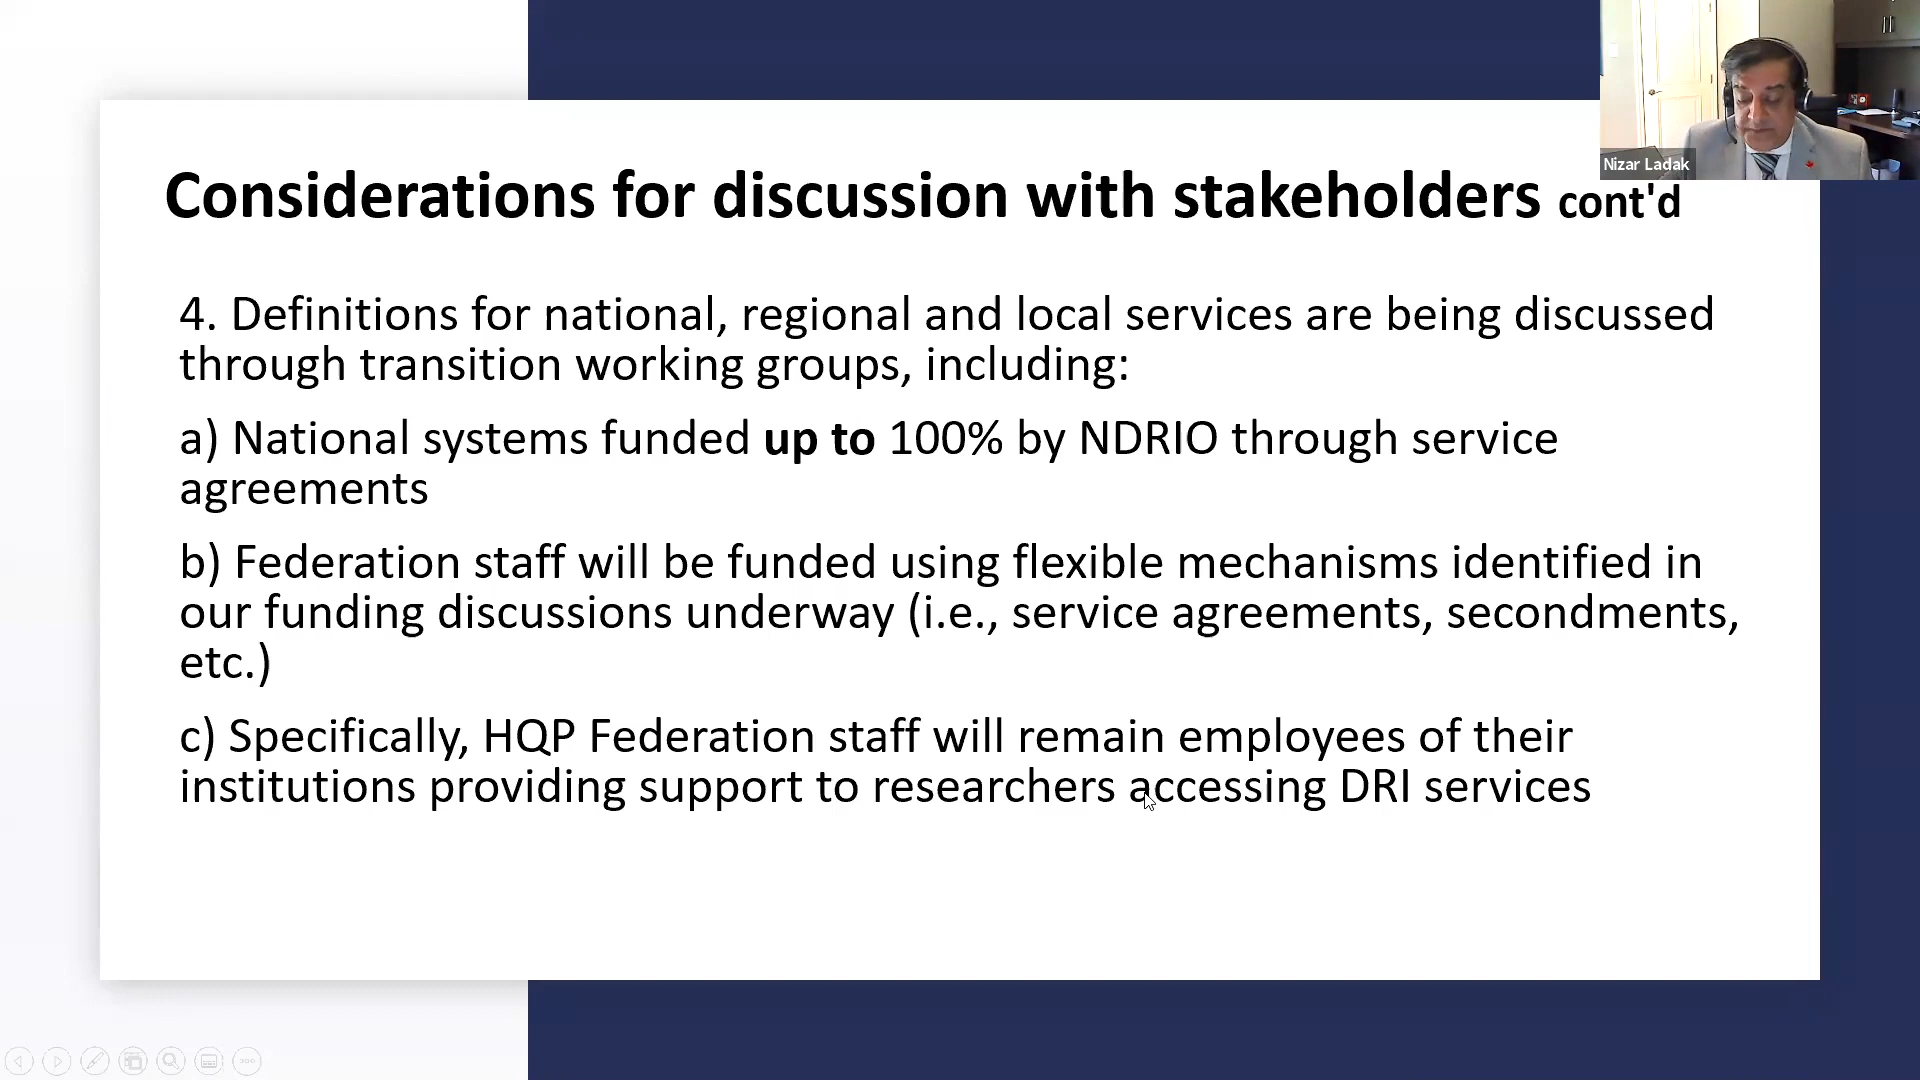 Nizar Ladak
Considerations for discussion with stakeholders cont'd
4. Definitions for national, regional and local services are being discussed
through transition working groups, including:
a) National systems funded up to 100% by NDRIO through service
agreements
b) Federation staff will be funded using flexible mechanisms identified in
our funding discussions underway (i.e., service agreements, secondments,
etc.)
c) Specifically, HQP Federation staff will remain employees of their
institutions providing support to researchers accessing DRI services